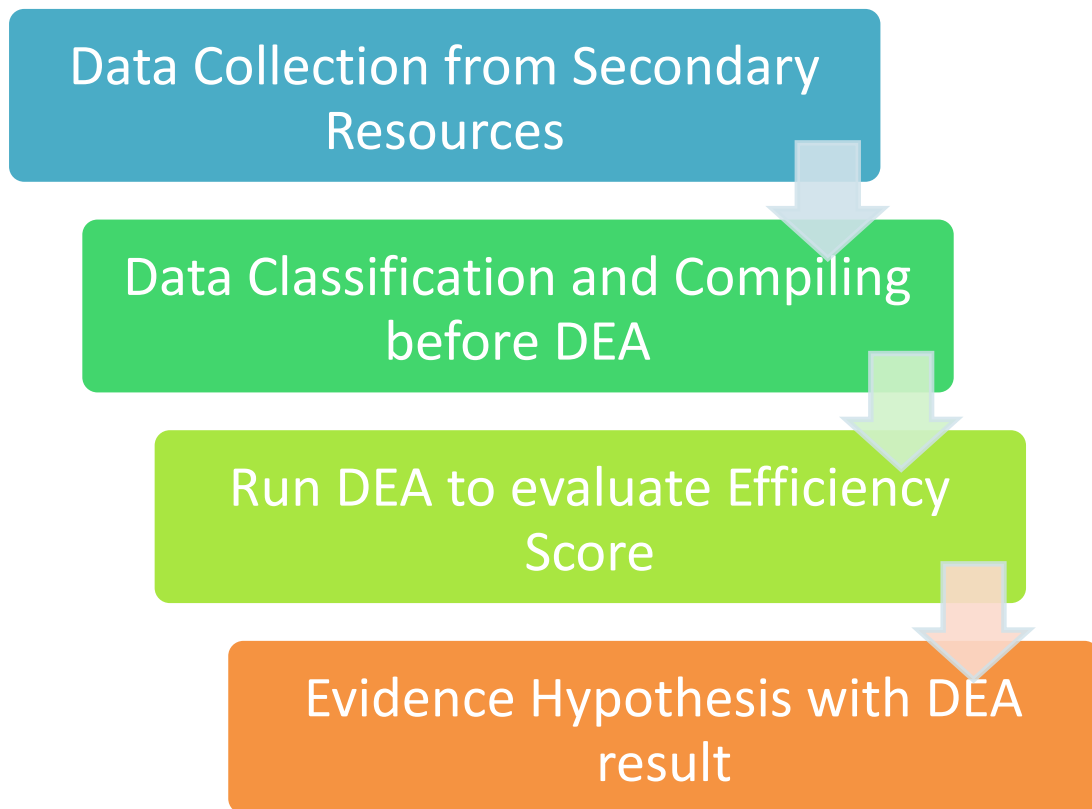 Data Collection from Secondary
Resources
Data Classification and Compiling
before DEA
Run DEA to evaluate Efficiency
Score
Evidence Hypothesis with DEA
result